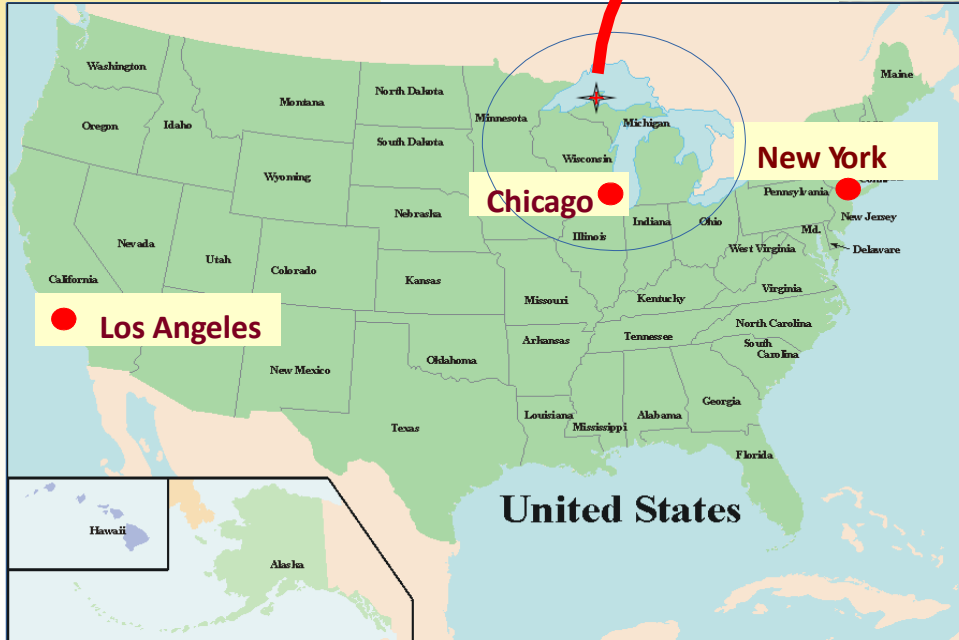 Washington
Maine
North Dakota
Montana
Minnesota
Michigan
Oregon
Idaho
South Dakota
Wisconsin
New York
Wyoming
Pennsylvania
Chicago
Nebraska
Indiana
Ohio
New Jersey
Illinois
Md.
Nevada
West Virginia
Delaware
Utah
Colorado
California
Kansas
Virginia
Missouri
Kentucky
Los Angeles
North Carolina
Tennessee
Arkansas
South
Carolina
Oklahoma
New Mexico
Georgia
Louisiana
Alabama
Texas
Mississippi
Florida
United States
Hawaii
Alaska